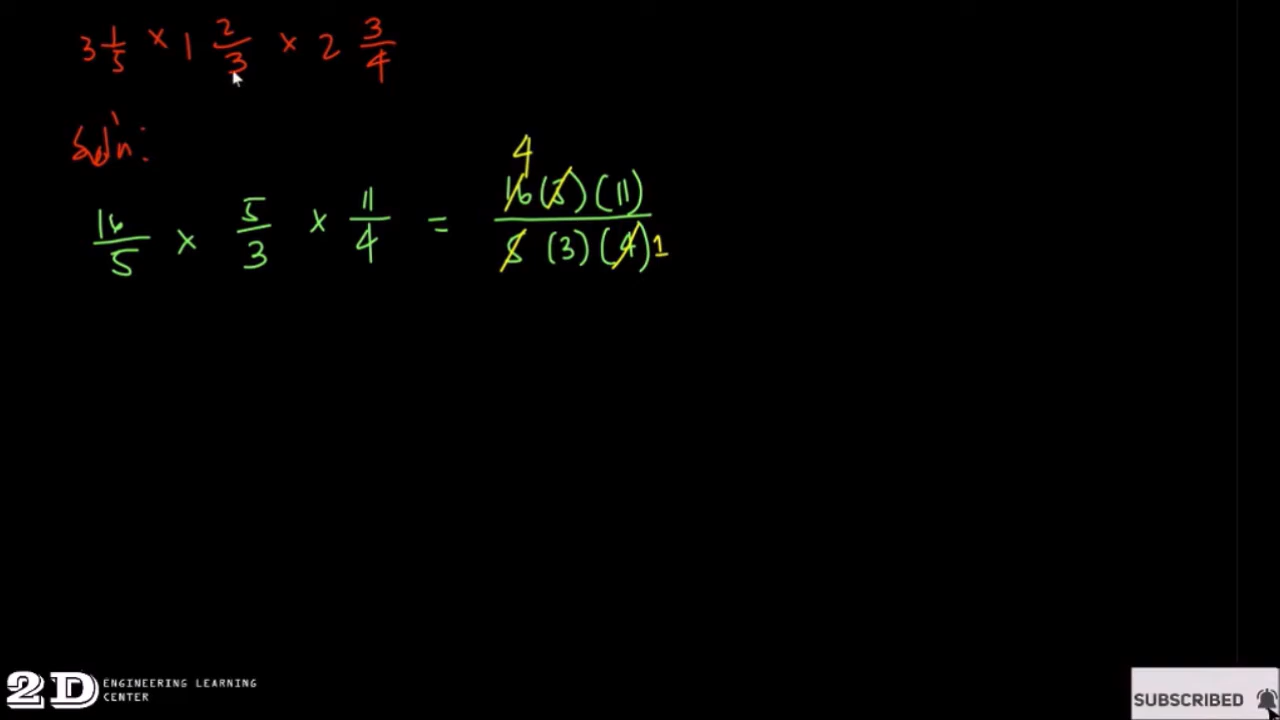 3 1/5 × 1 2/3 × 2 3/4
Sol'n:
16/5 × 5/3 × 11/4 = 16(5)(11) / 5(3)(4)
4
1
2D ENGINEERING LEARNING
CENTER
SUBSCRIBED